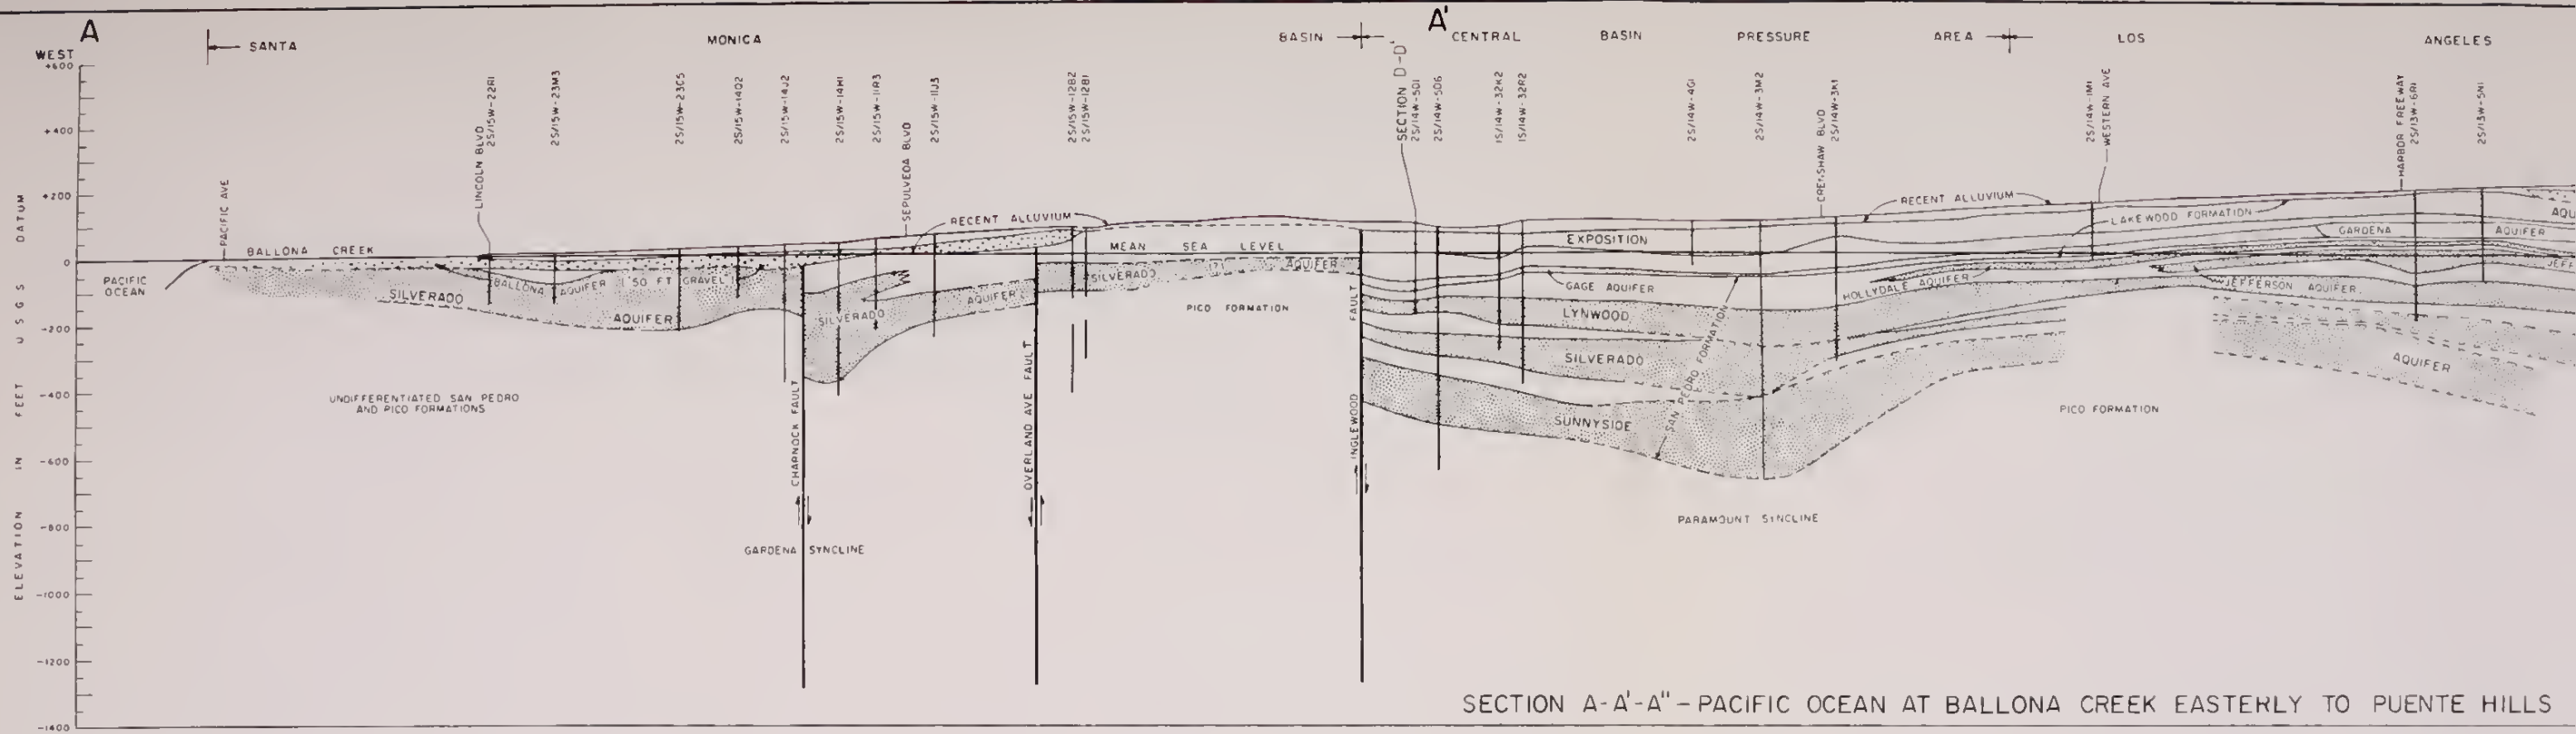 A
A'
WEST
SANTA
MONICA
BASIN
CENTRAL
BASIN
PRESSURE
AREA
LOS
ANGELES
+600
+400
+200
0
-200
-400
-600
-800
-1000
-1200
-1400
ELEVATION IN FEET USGS DATUM
PACIFIC AVE
LINCOLN BLVD
2S/15W-22R1
2S/15W-23M3
2S/15W-23C5
2S/15W-14Q2
2S/15W-14J2
2S/15W-14H1
2S/15W-11R3
SEPULVEDA BLVD
2S/15W-11J3
2S/15W-12B2
2S/15W-12B1
SECTION D-D'
2S/14W-5D1
2S/14W-5D6
1S/14W-32K2
1S/14W-32R2
2S/14W-4G1
2S/14W-3M2
CRENSHAW BLVD
2S/14W-3K1
2S/14W-1M1
WESTERN AVE
HARBOR FREEWAY
2S/13W-6R1
2S/13W-5N1
BALLONA CREEK
PACIFIC
OCEAN
RECENT ALLUVIUM
MEAN SEA LEVEL
BALLONA AQUIFER ("50 FT GRAVEL")
SILVERADO
AQUIFER
SILVERADO
AQUIFER
SILVERADO (?) AQUIFER
PICO FORMATION
UNDIFFERENTIATED SAN PEDRO
AND PICO FORMATIONS
CHARNOCK FAULT
OVERLAND AVE FAULT
INGLEWOOD FAULT
GARDENA SYNCLINE
EXPOSITION
GAGE AQUIFER
LYNWOOD
SILVERADO
SUNNYSIDE
SAN PEDRO FORMATION
PARAMOUNT SYNCLINE
RECENT ALLUVIUM
LAKEWOOD FORMATION
GARDENA AQUIFER
AQU
JEFF
HOLLYDALE AQUIFER
JEFFERSON AQUIFER
AQUIFER
PICO FORMATION
SECTION A-A'-A"-PACIFIC OCEAN AT BALLONA CREEK EASTERLY TO PUENTE HILLS